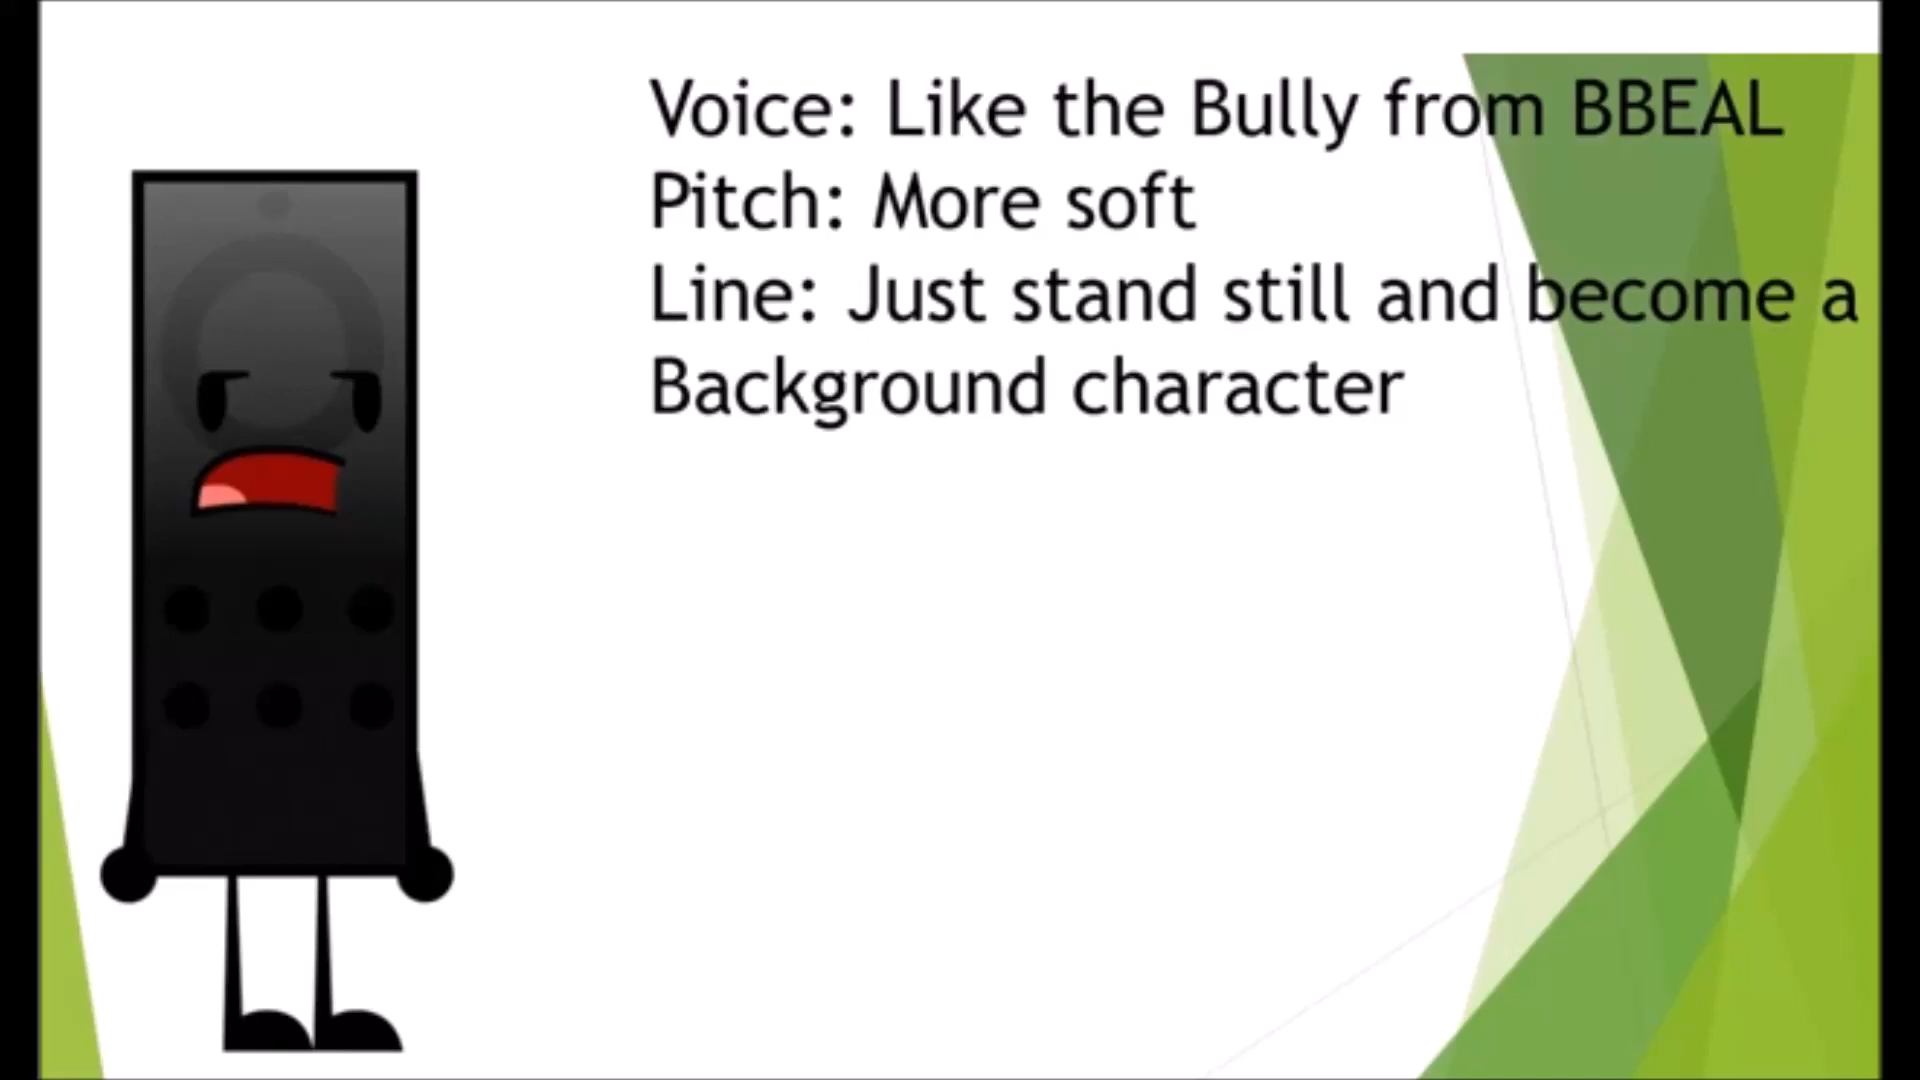 Voice: Like the Bully from BBEAL
Pitch: More soft
Line: Just stand still and become a
Background character